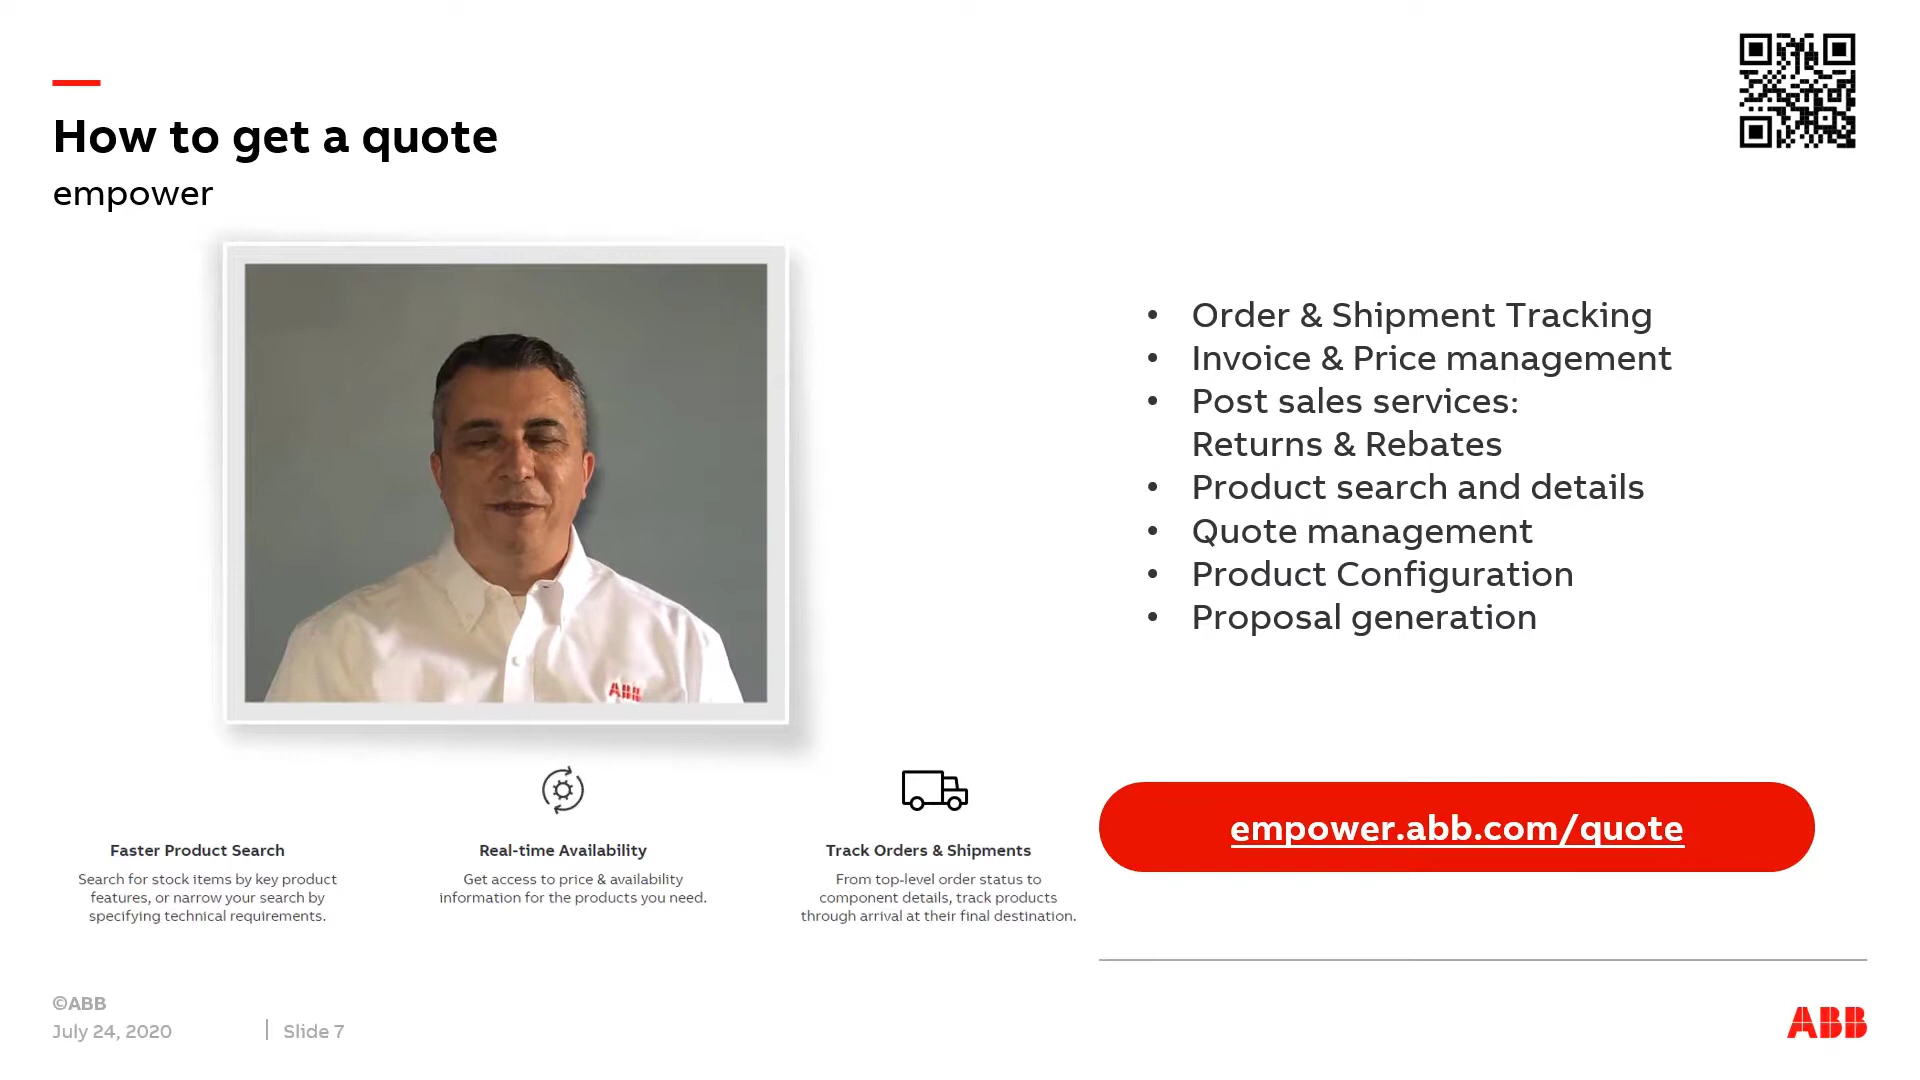 How to get a quote
empower
ABB
• Order & Shipment Tracking
• Invoice & Price management
• Post sales services:
Returns & Rebates
• Product search and details
• Quote management
• Product Configuration
• Proposal generation
Faster Product Search
Search for stock items by key product
features, or narrow your search by
specifying technical requirements.
Real-time Availability
Get access to price & availability
information for the products you need.
Track Orders & Shipments
From top-level order status to
component details, track products
through arrival at their final destination.
empower.abb.com/quote
©ABB
July 24, 2020
Slide 7
ABB